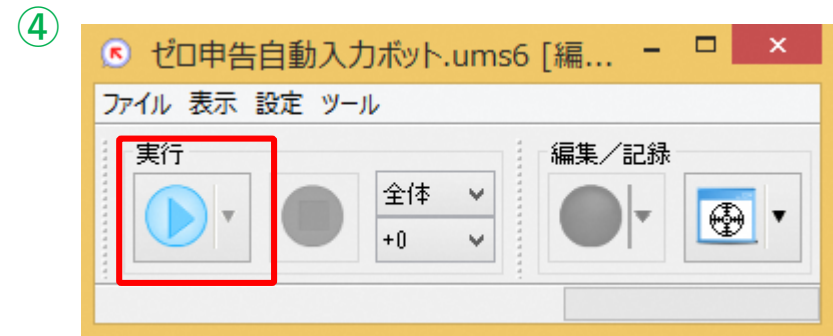 ④
ゼロ申告自動入力ボット.ums6 [編...
ファイル 表示 設定 ツール
実行
編集／記録
全体
+0